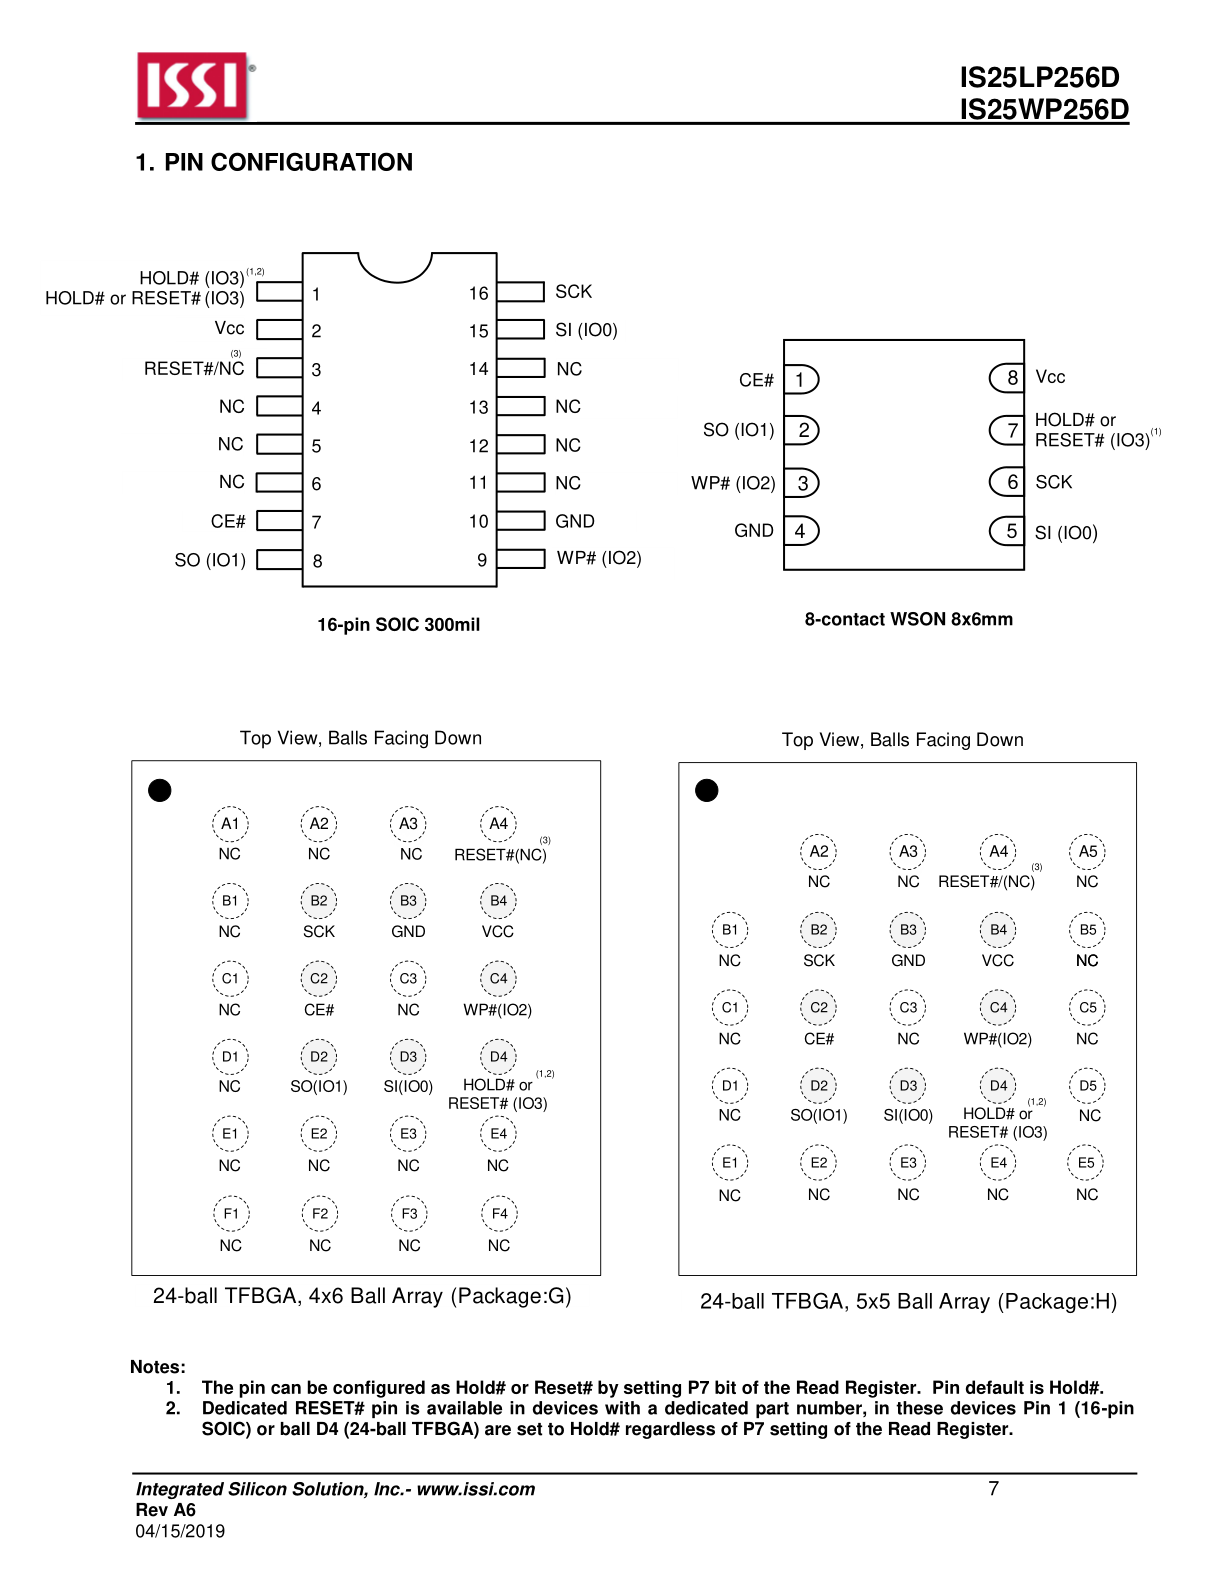 ISSI®
IS25LP256D
IS25WP256D
1. PIN CONFIGURATION
HOLD# (IO3) (1,2)
HOLD# or RESET# (IO3)
1
16
SCK
Vcc
2
15
SI (IO0)
(3)
RESET#/NC
3
14
NC
NC
4
13
NC
NC
5
12
NC
NC
6
11
NC
CE#
7
10
GND
SO (IO1)
8
9
WP# (IO2)
16-pin SOIC 300mil
CE#
1
8
Vcc
SO (IO1)
2
7
HOLD# or
RESET# (IO3) (1)
WP# (IO2)
3
6
SCK
GND
4
5
SI (IO0)
8-contact WSON 8x6mm
Top View, Balls Facing Down
A1 A2 A3 A4
(3)
NC NC NC RESET#(NC)
B1 B2 B3 B4
NC SCK GND VCC
C1 C2 C3 C4
NC CE# NC WP#(IO2)
D1 D2 D3 D4
(1,2)
NC SO(IO1) SI(IO0) HOLD# or
RESET# (IO3)
E1 E2 E3 E4
NC NC NC NC
F1 F2 F3 F4
NC NC NC NC
24-ball TFBGA, 4x6 Ball Array (Package:G)
Top View, Balls Facing Down
A2 A3 A4 A5
(3)
NC NC RESET#/(NC) NC
B1 B2 B3 B4 B5
NC SCK GND VCC NC
C1 C2 C3 C4 C5
NC CE# NC WP#(IO2) NC
D1 D2 D3 D4 D5
(1,2)
NC SO(IO1) SI(IO0) HOLD# or NC
RESET# (IO3)
E1 E2 E3 E4 E5
NC NC NC NC NC
24-ball TFBGA, 5x5 Ball Array (Package:H)
Notes:
1. The pin can be configured as Hold# or Reset# by setting P7 bit of the Read Register. Pin default is Hold#.
2. Dedicated RESET# pin is available in devices with a dedicated part number, in these devices Pin 1 (16-pin
SOIC) or ball D4 (24-ball TFBGA) are set to Hold# regardless of P7 setting of the Read Register.
Integrated Silicon Solution, Inc.- www.issi.com 7
Rev A6
04/15/2019